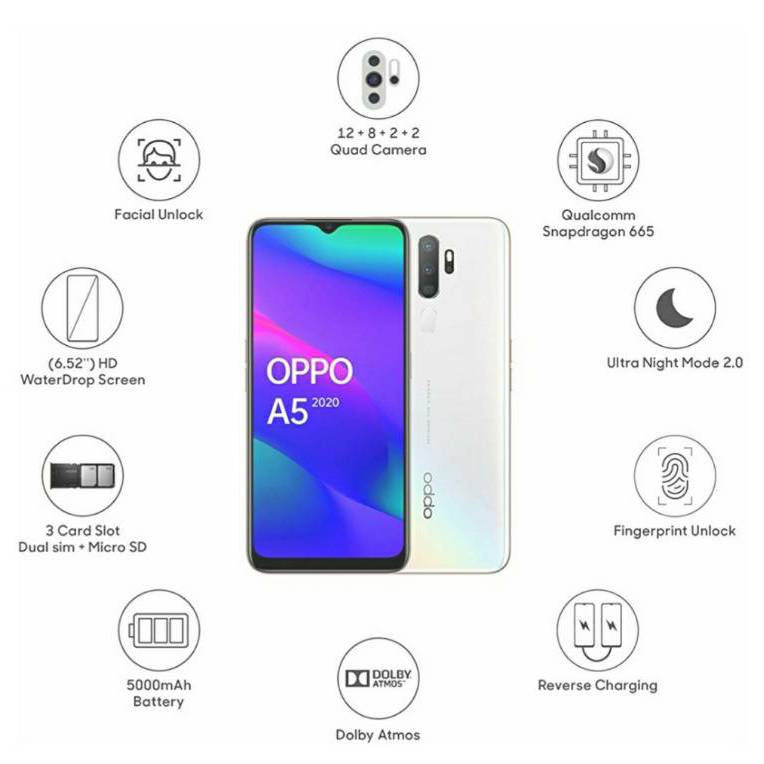 12 + 8 + 2 + 2
Quad Camera
Facial Unlock
Qualcomm
Snapdragon 665
(6.52'') HD
WaterDrop Screen
Ultra Night Mode 2.0
OPPO
A5 2020
oppo
3 Card Slot
Dual sim + Micro SD
Fingerprint Unlock
5000mAh
Battery
DOLBY
ATMOS
Dolby Atmos
Reverse Charging